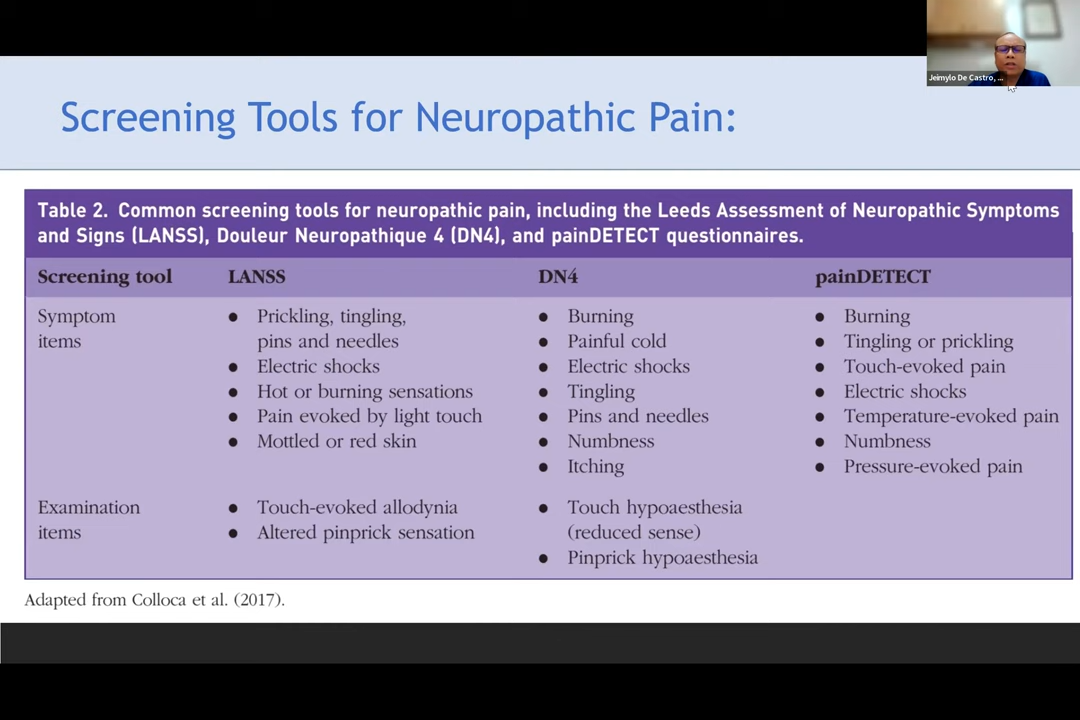 Jeimylo De Castro, ...
Screening Tools for Neuropathic Pain:
Table 2. Common screening tools for neuropathic pain, including the Leeds Assessment of Neuropathic Symptoms
and Signs (LANSS), Douleur Neuropathique 4 (DN4), and painDETECT questionnaires.
Screening tool LANSS DN4 painDETECT
Symptom
items
● Prickling, tingling,
pins and needles
● Electric shocks
● Hot or burning sensations
● Pain evoked by light touch
● Mottled or red skin
● Burning
● Painful cold
● Electric shocks
● Tingling
● Pins and needles
● Numbness
● Itching
● Burning
● Tingling or prickling
● Touch-evoked pain
● Electric shocks
● Temperature-evoked pain
● Numbness
● Pressure-evoked pain
Examination
items
● Touch-evoked allodynia
● Altered pinprick sensation
● Touch hypoaesthesia
(reduced sense)
● Pinprick hypoaesthesia
Adapted from Colloca et al. (2017).